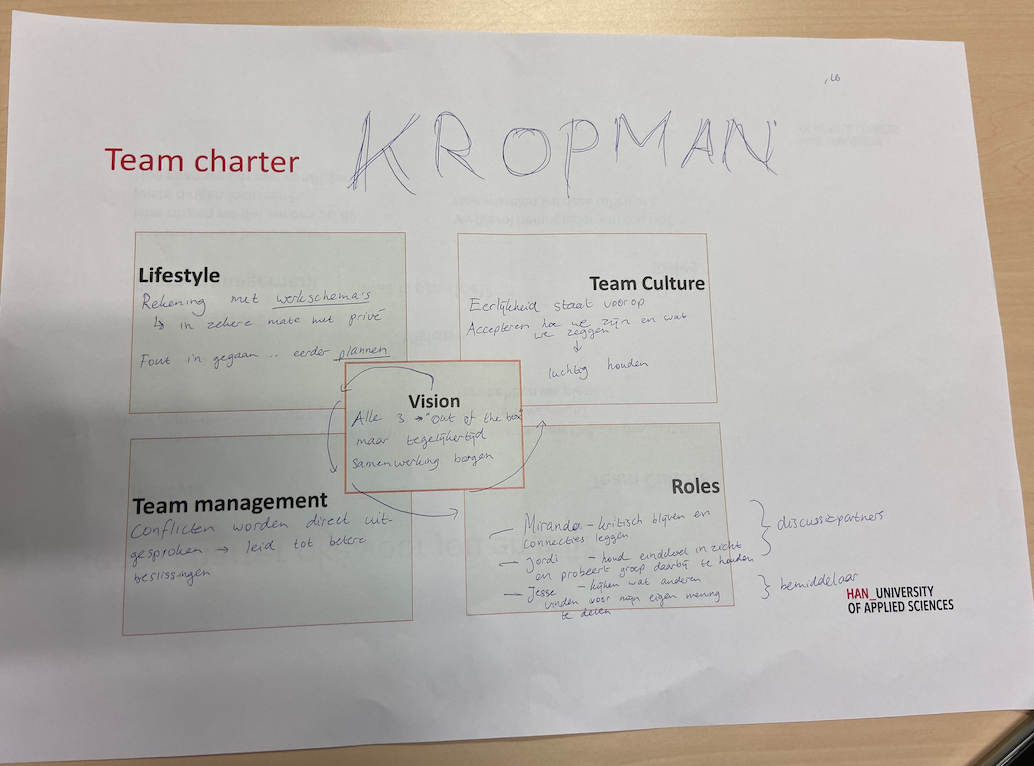 KROPMAN
Team charter
Lifestyle
Rekening met werkschema's
↳ in zekere mate met privé
Fout in gegaan... eerder plannen
Team Culture
Eerlijkheid staat voorop
Accepteren hoe we zijn en wat
we zeggen
↓
luchtig houden
Vision
Alle 3 → "out of the box"
maar tegelijkertijd
samenwerking borgen
Team management
Conflicten worden direct uit-
gesproken → leid tot betere
beslissingen
Roles
— Miranda – kritisch blijven en
connecties leggen
— Jordi – houd einddoel in zicht
en probeert groep daarbij te houden
} discussiepartners
— Jesse – kijken wat anderen
vinden voor mijn eigen mening
te delen
} bemiddelaar
HAN_UNIVERSITY
OF APPLIED SCIENCES